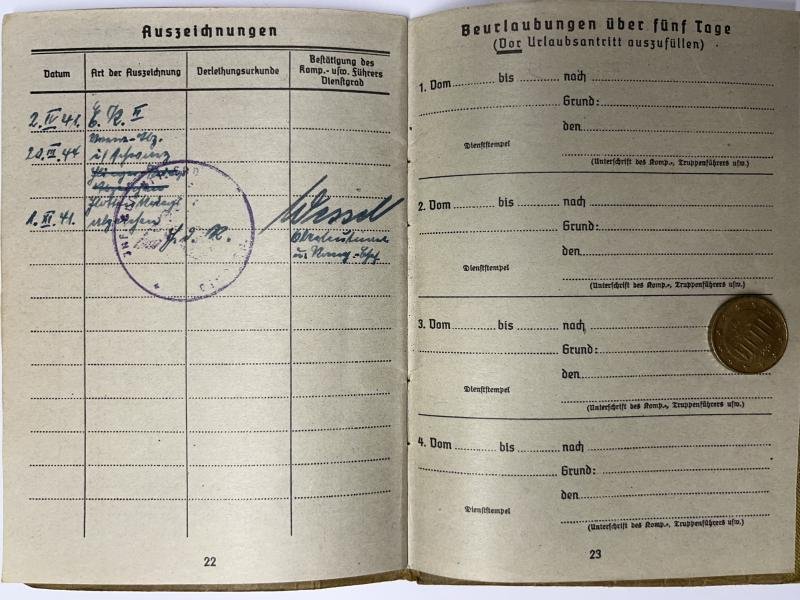 Auszeichnungen
Datum Art der Auszeichnung Verleihungsurkunde Bestätigung des
Komp.- usw. Führers
Dienstgrad
2. IV 41. E. K. II
20. III. 41
1. XI. 41.
Wessel
Oberleutnant
22
Beurlaubungen über fünf Tage
(Vor Urlaubsantritt auszufüllen)
1. Vom bis nach
Grund:
den
Dienststempel
(Unterschrift des Komp.-, Truppenführers usw.)
2. Vom bis nach
Grund:
den
Dienststempel
(Unterschrift des Komp.-, Truppenführers usw.)
3. Vom bis nach
Grund:
den
Dienststempel
(Unterschrift des Komp.-, Truppenführers usw.)
4. Vom bis nach
Grund:
den
Dienststempel
(Unterschrift des Komp.-, Truppenführers usw.)
23